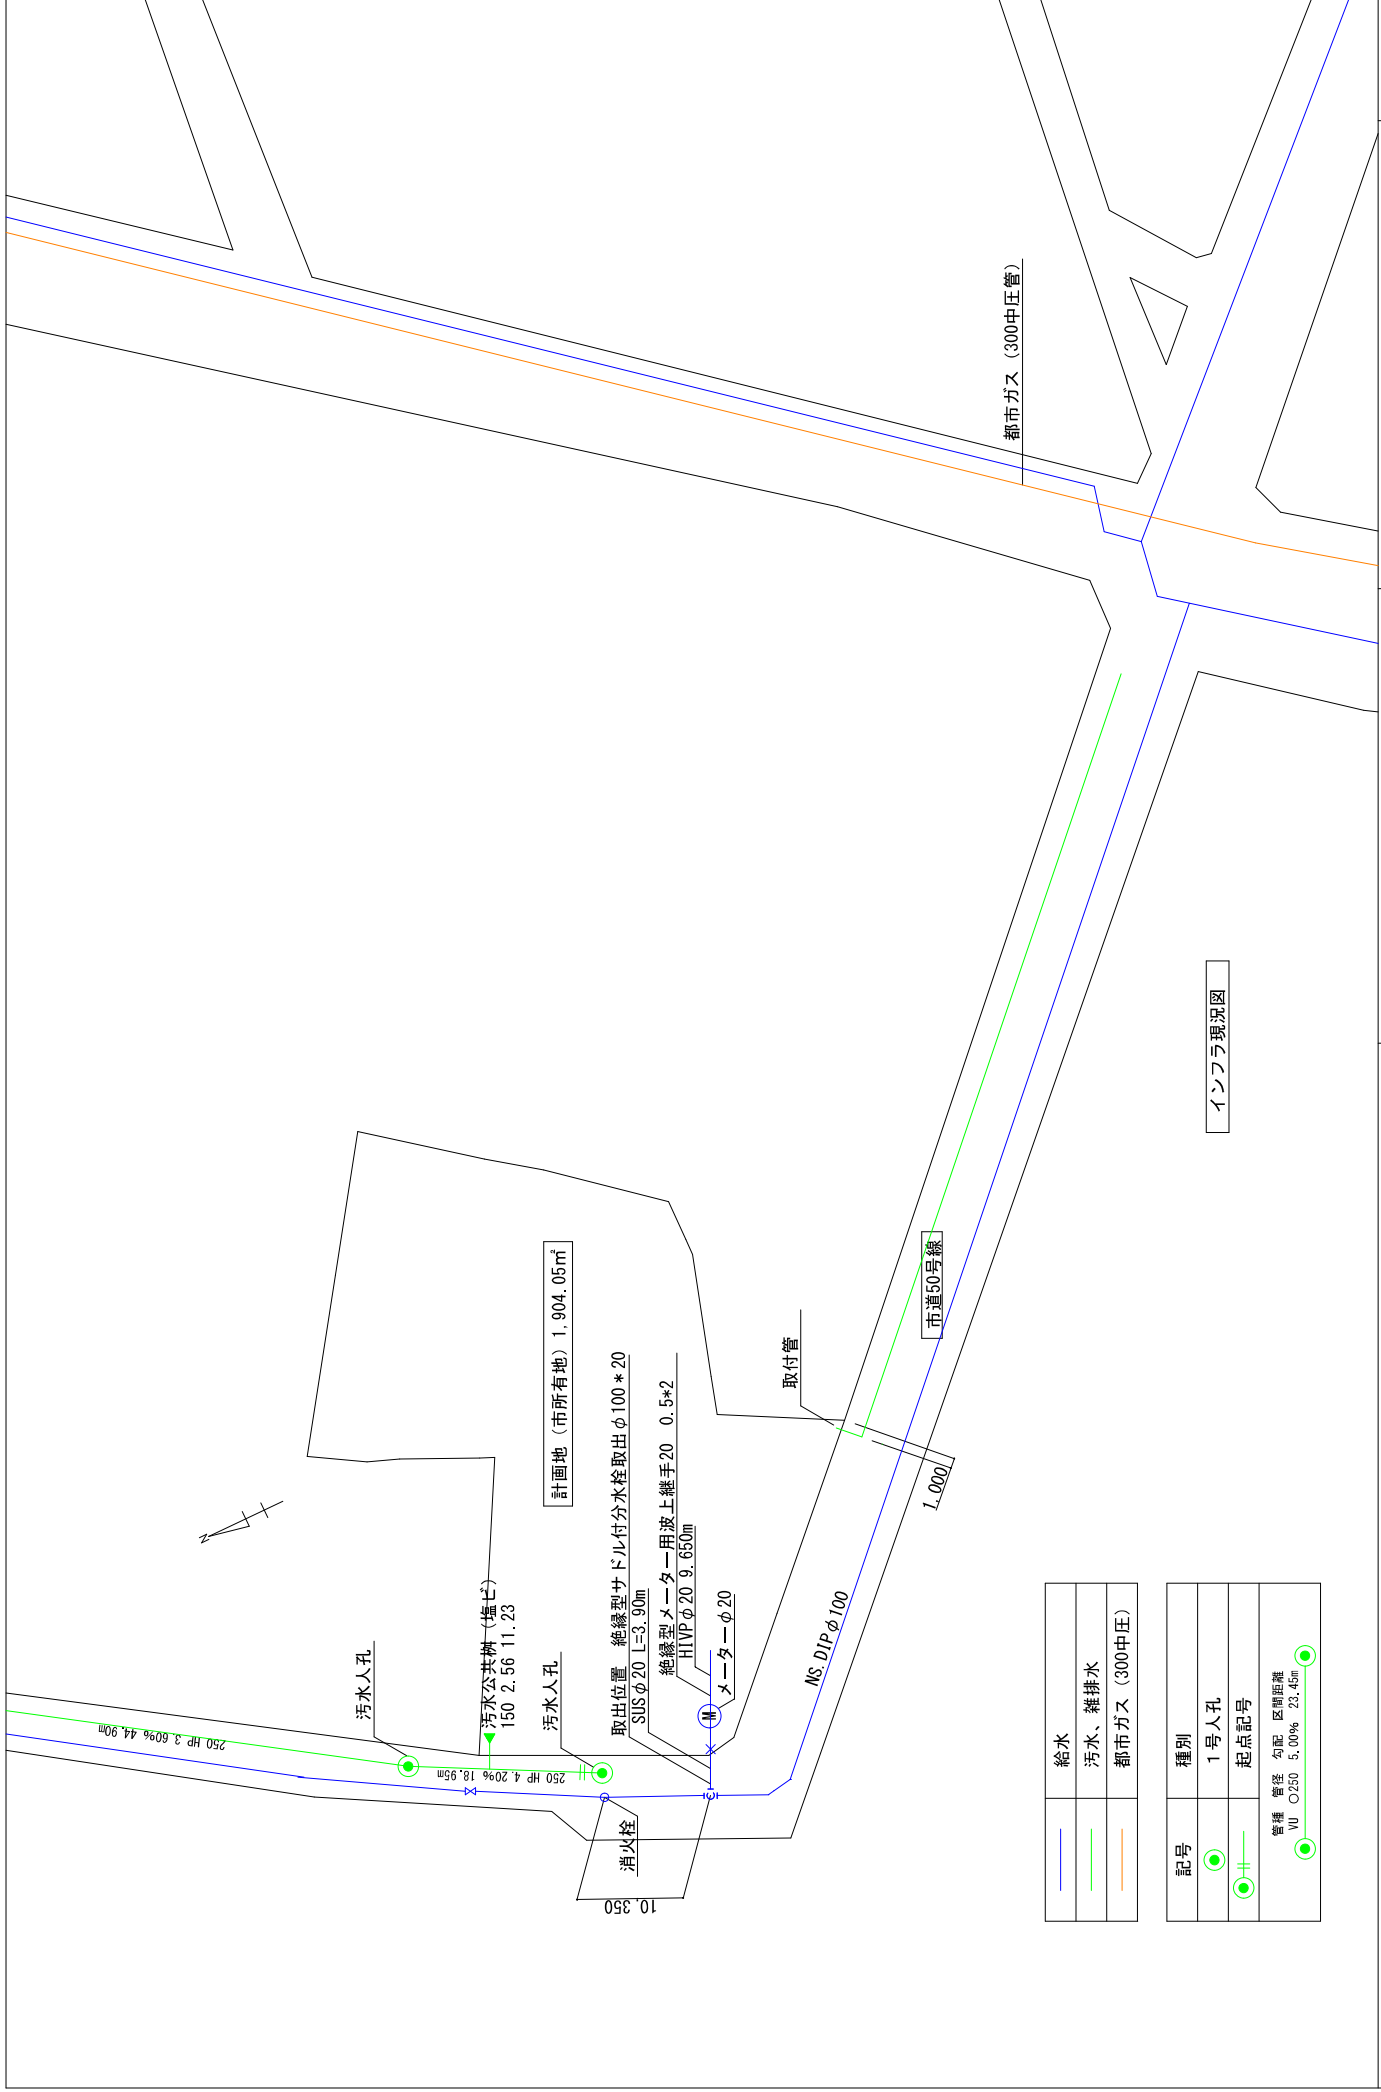 都市ガス（300中圧管）
インフラ現況図
計画地（市所有地）1,904.05㎡
市道50号線
取付管
1.000
NS.DIPφ100
250 HP 3.60% 44.90m
汚水人孔
汚水公共桝（塩ビ）
150 2.56 11.23
250 HP 4.20% 18.95m
汚水人孔
取出位置　絶縁型サドル付分水栓取出φ100*20
SUSφ20 L=3.90m
絶縁型メーター用波上継手20　0.5*2
HIVPφ20 9.650m
メーターφ20
M
消火栓
10.350
N
給水
汚水、雑排水
都市ガス（300中圧）
記号 種別
1号人孔
起点記号
管種 管径 勾配 区間距離
VU ○250 5.00% 23.45m